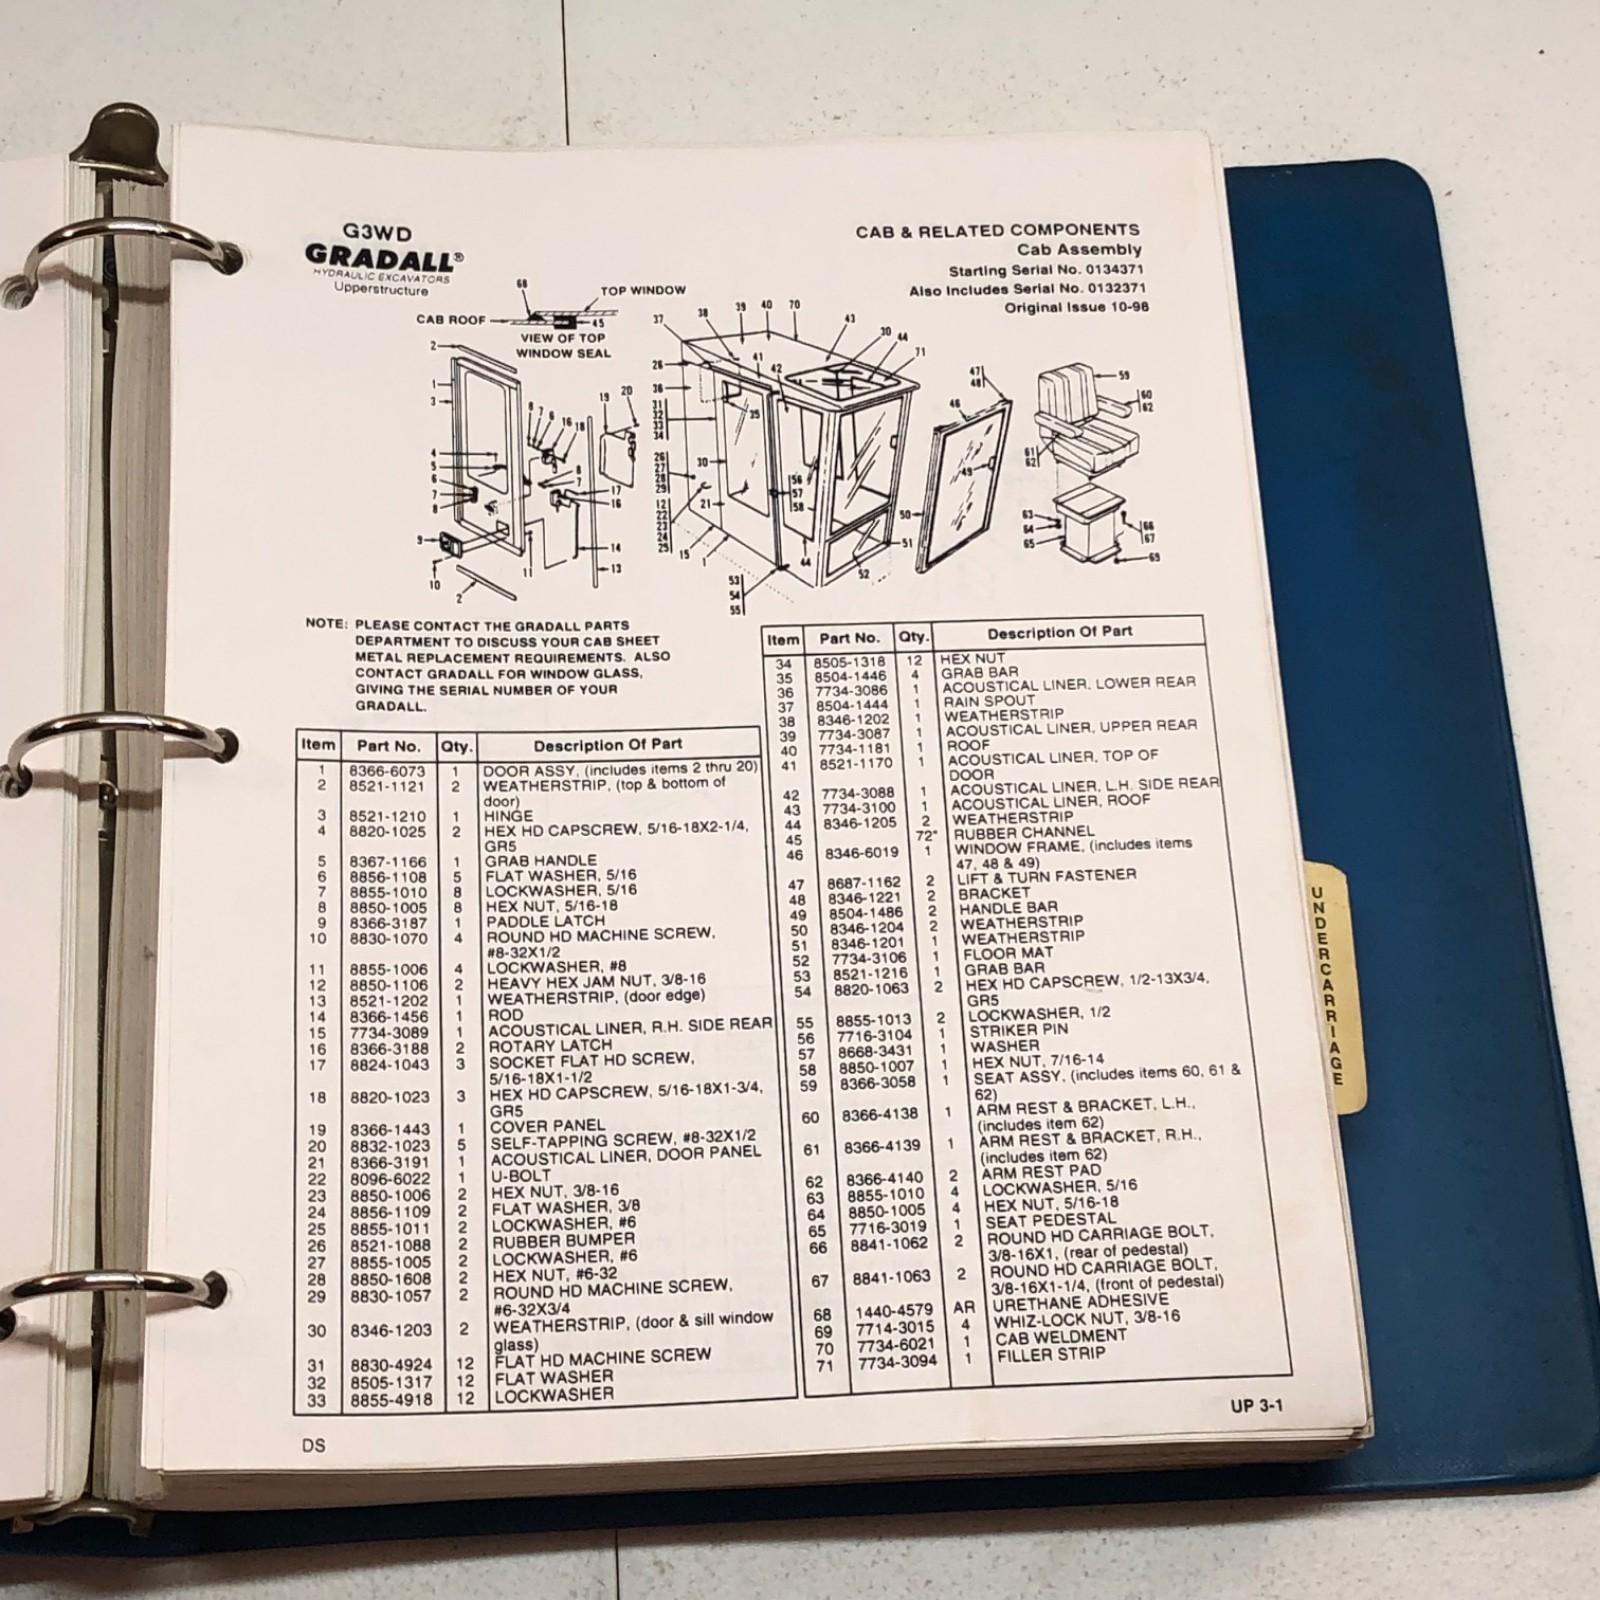 G3WD
GRADALL®
HYDRAULIC EXCAVATORS
Upperstructure
CAB & RELATED COMPONENTS
Cab Assembly
Starting Serial No. 0134371
Also Includes Serial No. 0132371
Original Issue 10-98
68
TOP WINDOW
CAB ROOF
45
VIEW OF TOP
WINDOW SEAL
NOTE: PLEASE CONTACT THE GRADALL PARTS
DEPARTMENT TO DISCUSS YOUR CAB SHEET
METAL REPLACEMENT REQUIREMENTS. ALSO
CONTACT GRADALL FOR WINDOW GLASS,
GIVING THE SERIAL NUMBER OF YOUR
GRADALL.
Item Part No. Qty. Description Of Part
1 8366-6073 1 DOOR ASSY, (includes items 2 thru 20)
2 8521-1121 2 WEATHERSTRIP, (top & bottom of
door)
3 8521-1210 1 HINGE
4 8820-1025 2 HEX HD CAPSCREW, 5/16-18X2-1/4,
GR5
5 8367-1166 1 GRAB HANDLE
6 8856-1108 5 FLAT WASHER, 5/16
7 8855-1010 8 LOCKWASHER, 5/16
8 8850-1005 8 HEX NUT, 5/16-18
9 8366-3187 1 PADDLE LATCH
10 8830-1070 4 ROUND HD MACHINE SCREW,
#8-32X1/2
11 8855-1006 4 LOCKWASHER, #8
12 8850-1106 2 HEAVY HEX JAM NUT, 3/8-16
13 8521-1202 1 WEATHERSTRIP, (door edge)
14 8366-1456 1 ROD
15 7734-3089 1 ACOUSTICAL LINER, R.H. SIDE REAR
16 8366-3188 2 ROTARY LATCH
17 8824-1043 3 SOCKET FLAT HD SCREW,
5/16-18X1-1/2
18 8820-1023 3 HEX HD CAPSCREW, 5/16-18X1-3/4,
GR5
19 8366-1443 1 COVER PANEL
20 8832-1023 5 SELF-TAPPING SCREW, #8-32X1/2
21 8366-3191 1 ACOUSTICAL LINER, DOOR PANEL
22 8096-6022 1 U-BOLT
23 8850-1006 2 HEX NUT, 3/8-16
24 8856-1109 2 FLAT WASHER, 3/8
25 8855-1011 2 LOCKWASHER, #6
26 8521-1088 2 RUBBER BUMPER
27 8855-1005 2 LOCKWASHER, #6
28 8850-1608 2 HEX NUT, #6-32
29 8830-1057 2 ROUND HD MACHINE SCREW,
#6-32X3/4
30 8346-1203 2 WEATHERSTRIP, (door & sill window
glass)
31 8830-4924 12 FLAT HD MACHINE SCREW
32 8505-1317 12 FLAT WASHER
33 8855-4918 12 LOCKWASHER
Item Part No. Qty. Description Of Part
34 8505-1318 12 HEX NUT
35 8504-1446 4 GRAB BAR
36 7734-3086 1 ACOUSTICAL LINER, LOWER REAR
37 8504-1444 1 RAIN SPOUT
38 8346-1202 1 WEATHERSTRIP
39 7734-3087 1 ACOUSTICAL LINER, UPPER REAR
40 7734-1181 1 ROOF
41 8521-1170 1 ACOUSTICAL LINER, TOP OF
DOOR
42 7734-3088 1 ACOUSTICAL LINER, L.H. SIDE REAR
43 7734-3100 1 ACOUSTICAL LINER, ROOF
44 8346-1205 2 WEATHERSTRIP
45 72" RUBBER CHANNEL
46 8346-6019 1 WINDOW FRAME, (includes items
47, 48 & 49)
47 8687-1162 2 LIFT & TURN FASTENER
48 8346-1221 2 BRACKET
49 8504-1486 2 HANDLE BAR
50 8346-1204 2 WEATHERSTRIP
51 8346-1201 1 WEATHERSTRIP
52 7734-3106 1 FLOOR MAT
53 8521-1216 1 GRAB BAR
54 8820-1063 2 HEX HD CAPSCREW, 1/2-13X3/4,
GR5
55 8855-1013 2 LOCKWASHER, 1/2
56 7716-3104 1 STRIKER PIN
57 8668-3431 1 WASHER
58 8850-1007 1 HEX NUT, 7/16-14
59 8366-3058 1 SEAT ASSY, (includes items 60, 61 &
62)
60 8366-4138 1 ARM REST & BRACKET, L.H.,
(includes item 62)
61 8366-4139 1 ARM REST & BRACKET, R.H.,
(includes item 62)
62 8366-4140 2 ARM REST PAD
63 8855-1010 4 LOCKWASHER, 5/16
64 8850-1005 4 HEX NUT, 5/16-18
65 7716-3019 1 SEAT PEDESTAL
66 8841-1062 2 ROUND HD CARRIAGE BOLT,
3/8-16X1, (rear of pedestal)
67 8841-1063 2 ROUND HD CARRIAGE BOLT,
3/8-16X1-1/4, (front of pedestal)
68 1440-4579 AR URETHANE ADHESIVE
69 7714-3015 4 WHIZ-LOCK NUT, 3/8-16
70 7734-6021 1 CAB WELDMENT
71 7734-3094 1 FILLER STRIP
UP 3-1
DS
UNDERCARRIAGE